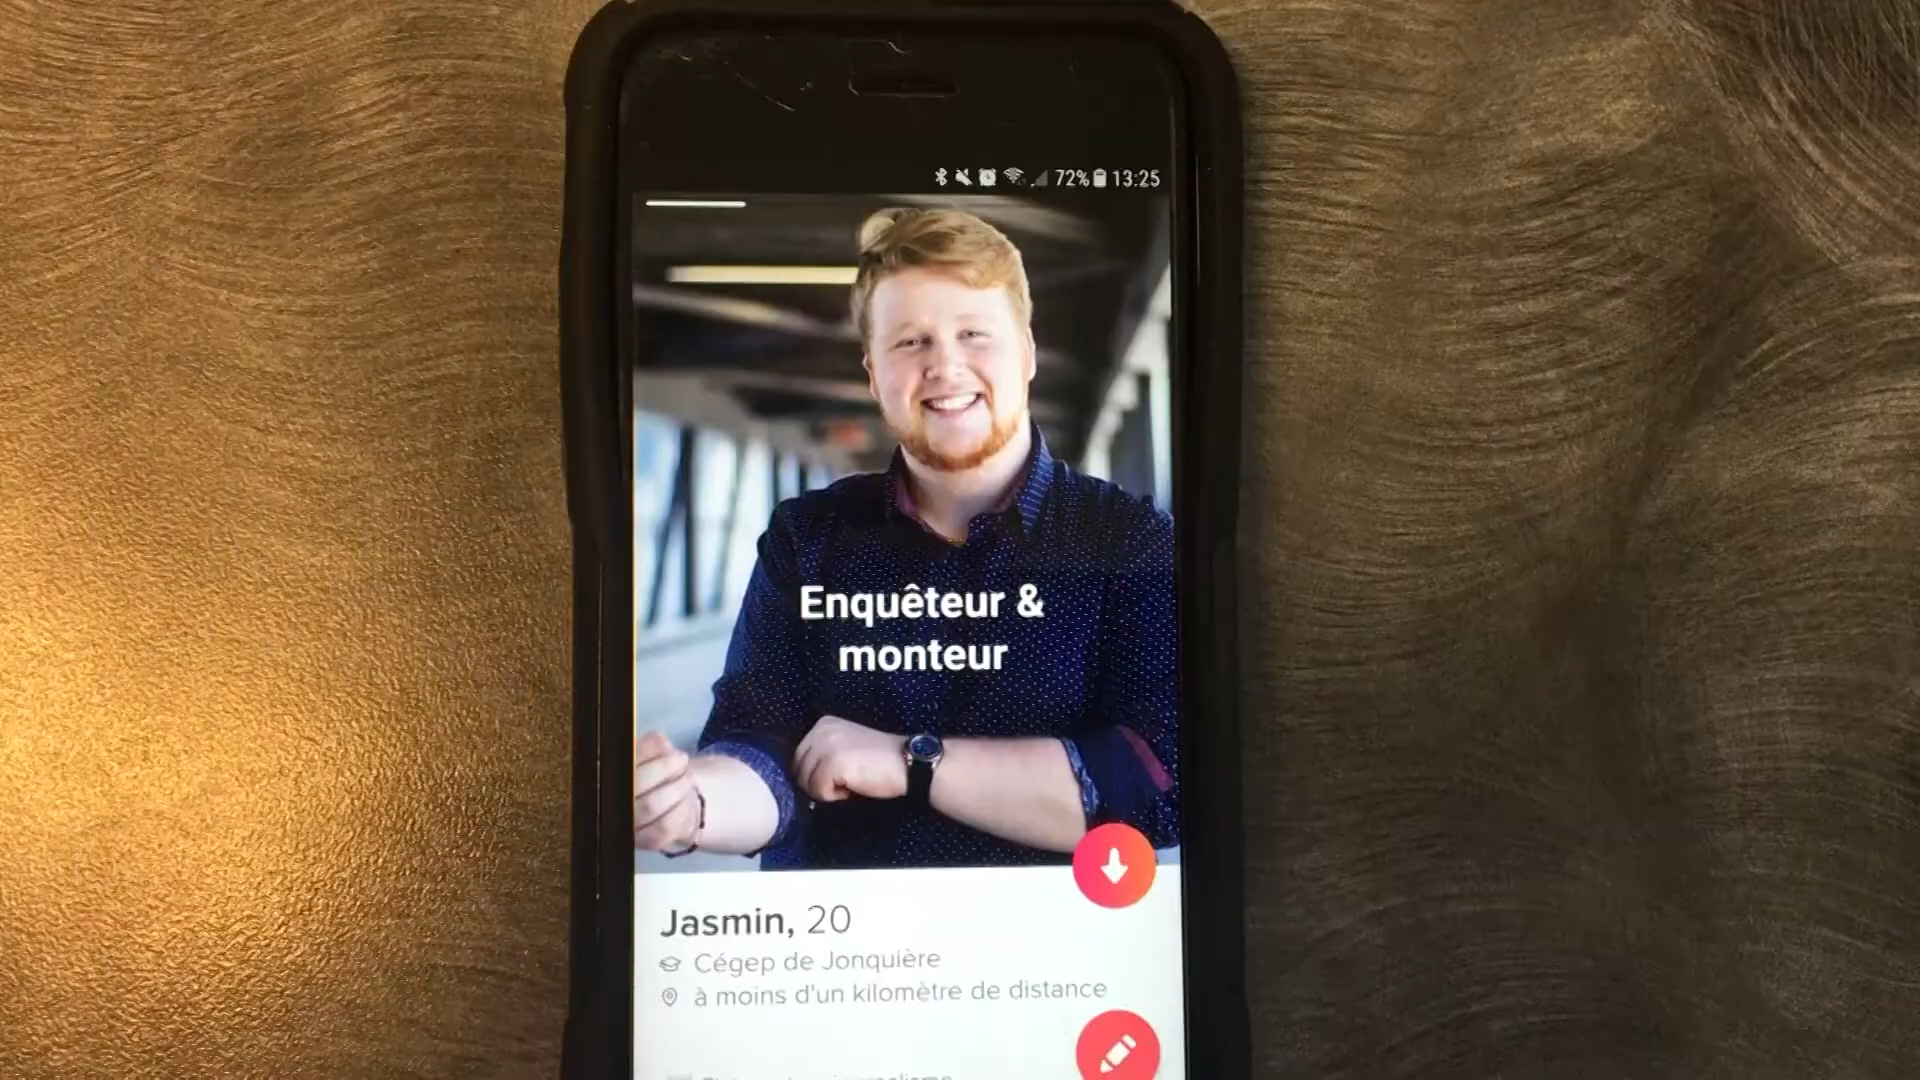 72% 13:25
Enquêteur &
monteur
Jasmin, 20
Cégep de Jonquière
à moins d'un kilomètre de distance